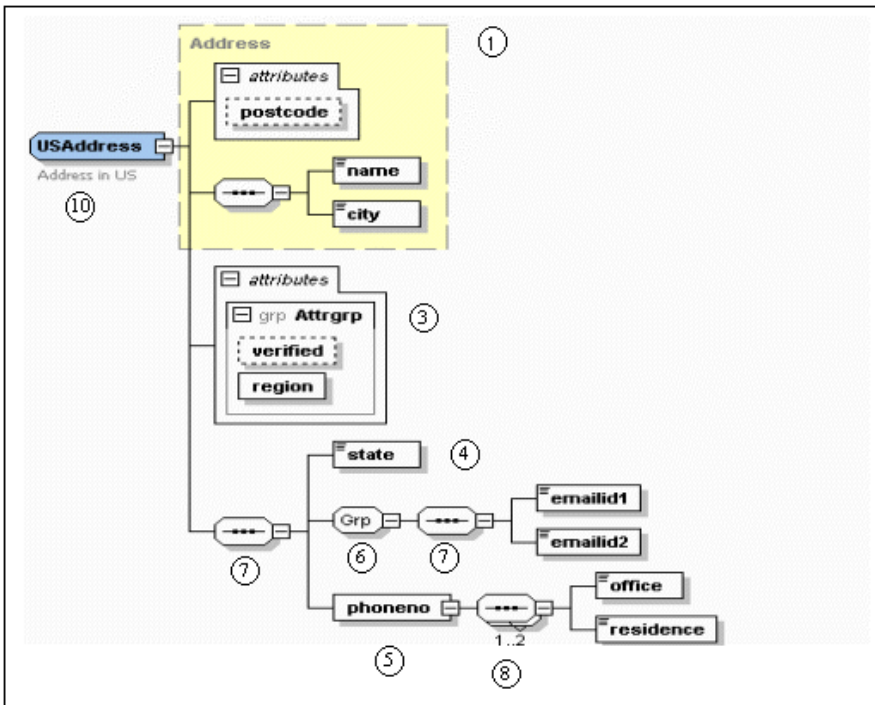 Address
1
attributes
postcode
USAddress
Address in US
10
name
city
attributes
grp Attrgrp
3
verified
region
state
4
Grp
emailid1
emailid2
7
6
7
phoneno
office
residence
1..2
5
8